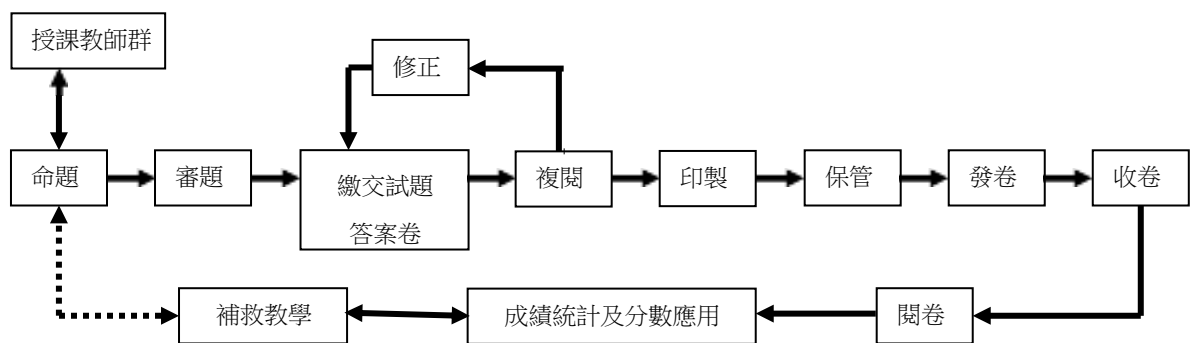 授課教師群
修正
命題
審題
繳交試題
答案卷
複閱
印製
保管
發卷
收卷
補救教學
成績統計及分數應用
閱卷